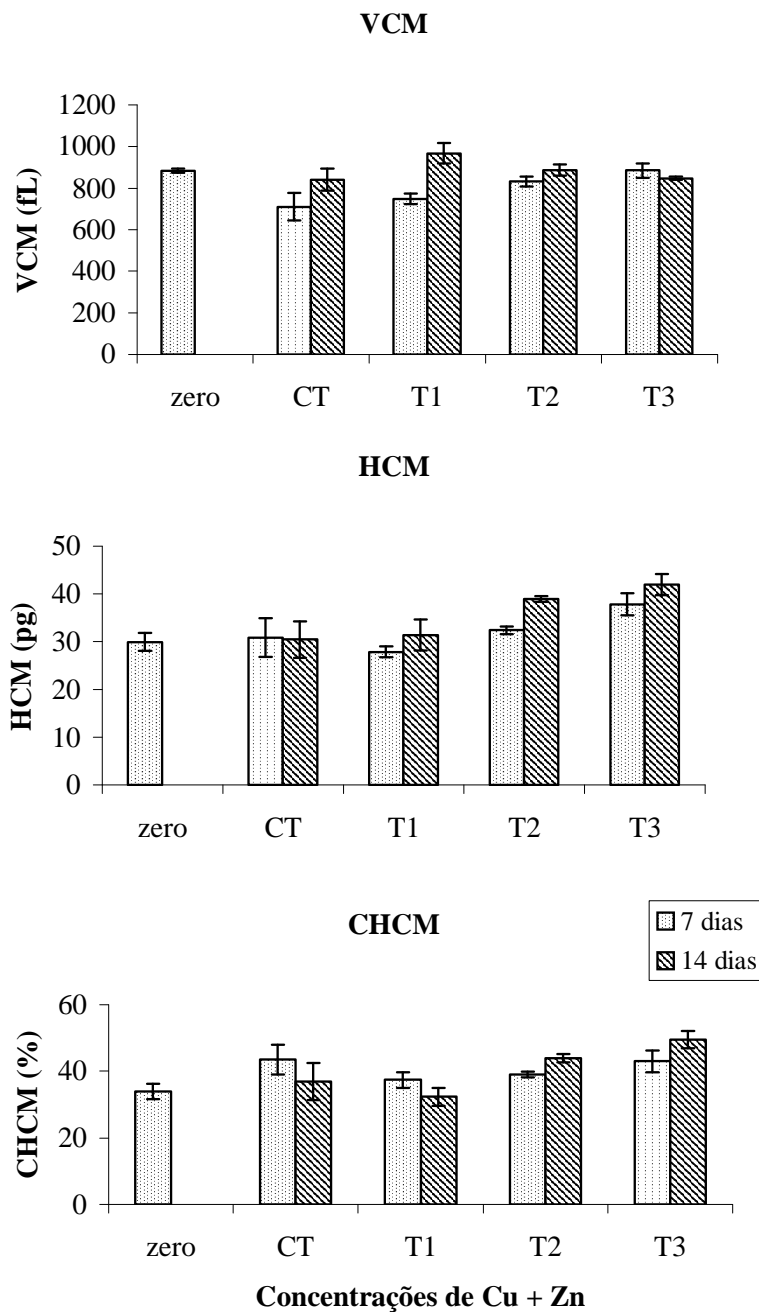 VCM
1200
1000
800
600
400
200
0
VCM (fL)
zero CT T1 T2 T3
HCM
50
40
30
20
10
0
HCM (pg)
zero CT T1 T2 T3
7 dias
14 dias
CHCM
60
40
20
0
CHCM (%)
zero CT T1 T2 T3
Concentrações de Cu + Zn